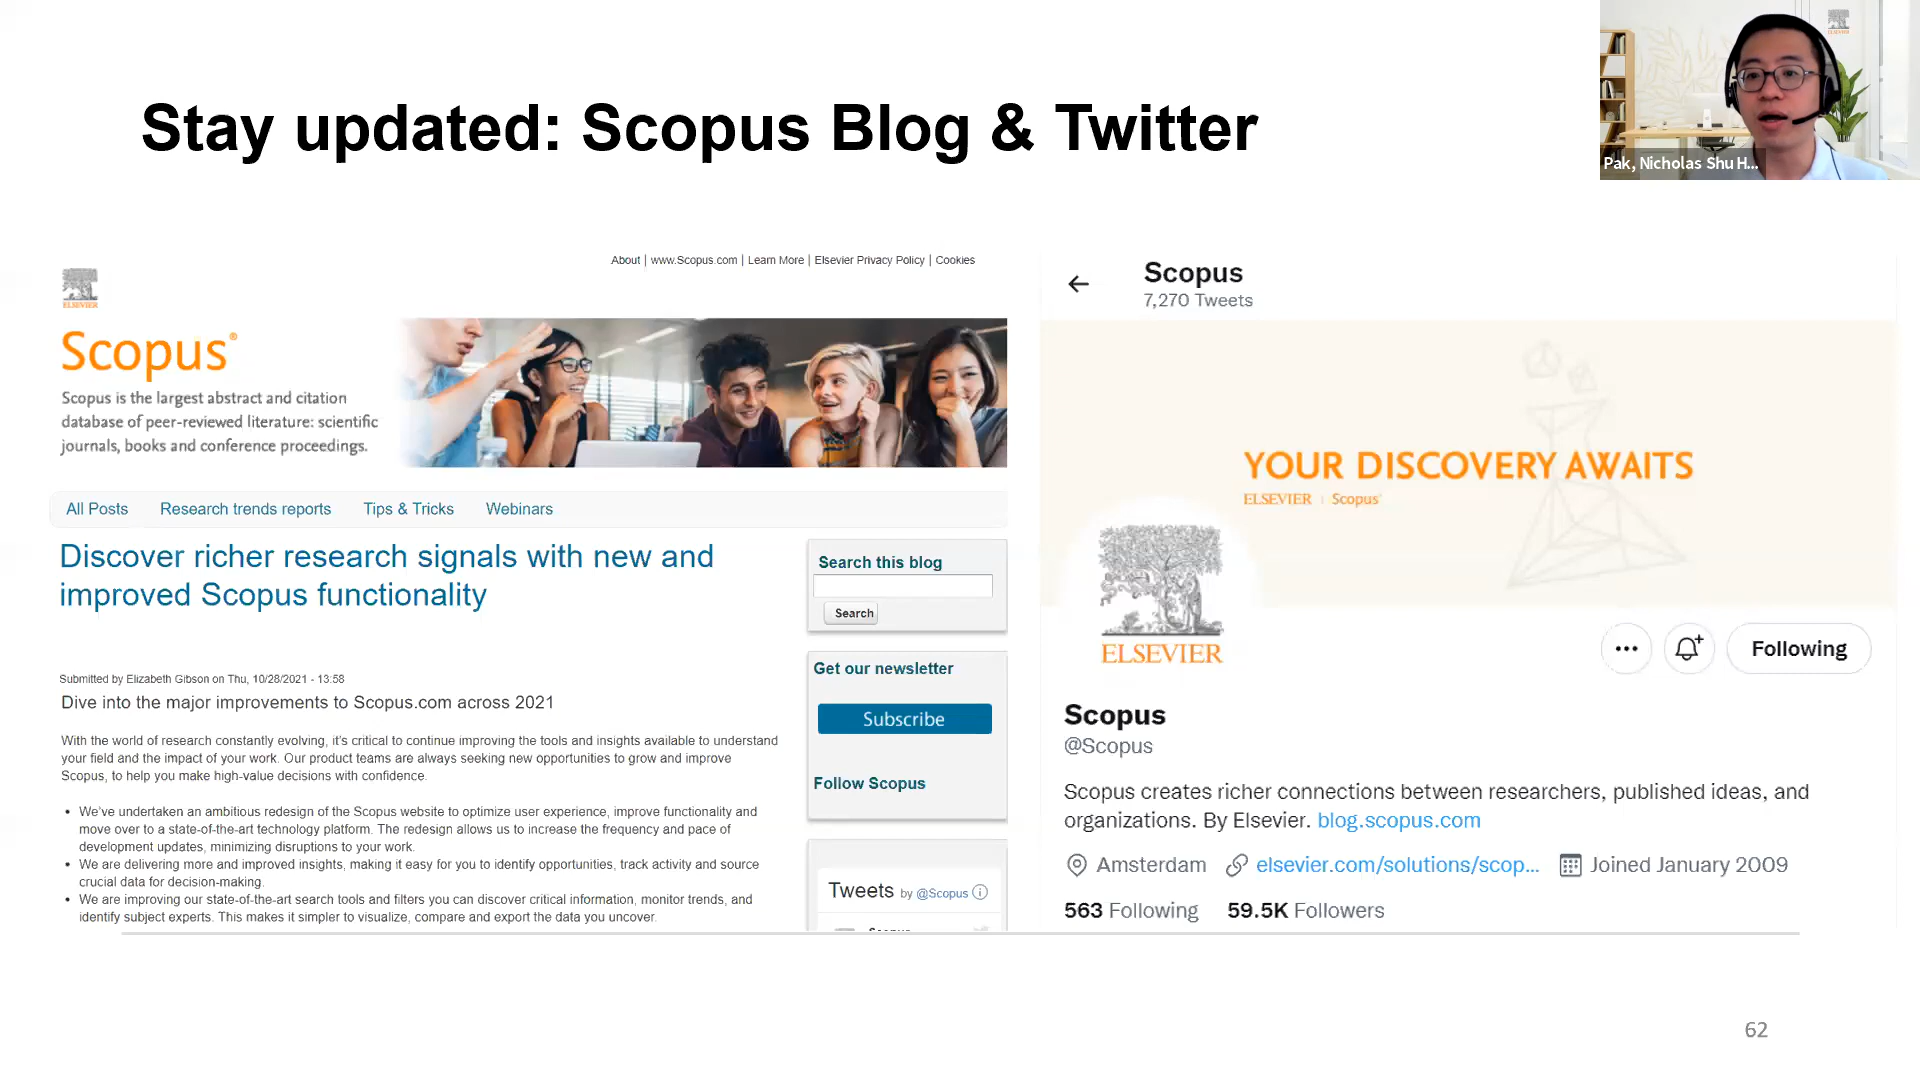 Stay updated: Scopus Blog & Twitter
Pak, Nicholas Shu H...
About | www.Scopus.com | Learn More | Elsevier Privacy Policy | Cookies
ELSEVIER
Scopus®
Scopus is the largest abstract and citation
database of peer-reviewed literature: scientific
journals, books and conference proceedings.
All Posts Research trends reports Tips & Tricks Webinars
Discover richer research signals with new and
improved Scopus functionality
Submitted by Elizabeth Gibson on Thu, 10/28/2021 - 13:58
Dive into the major improvements to Scopus.com across 2021
With the world of research constantly evolving, it's critical to continue improving the tools and insights available to understand
your field and the impact of your work. Our product teams are always seeking new opportunities to grow and improve
Scopus, to help you make high-value decisions with confidence.
• We've undertaken an ambitious redesign of the Scopus website to optimize user experience, improve functionality and
move over to a state-of-the-art technology platform. The redesign allows us to increase the frequency and pace of
development updates, minimizing disruptions to your work.
• We are delivering more and improved insights, making it easy for you to identify opportunities, track activity and source
crucial data for decision-making.
• We are improving our state-of-the-art search tools and filters you can discover critical information, monitor trends, and
identify subject experts. This makes it simpler to visualize, compare and export the data you uncover.
Search this blog
Search
Get our newsletter
Subscribe
Follow Scopus
Tweets by @Scopus
Scopus
7,270 Tweets
YOUR DISCOVERY AWAITS
ELSEVIER | Scopus®
ELSEVIER
Following
Scopus
@Scopus
Scopus creates richer connections between researchers, published ideas, and
organizations. By Elsevier. blog.scopus.com
Amsterdam elsevier.com/solutions/scop... Joined January 2009
563 Following 59.5K Followers
62